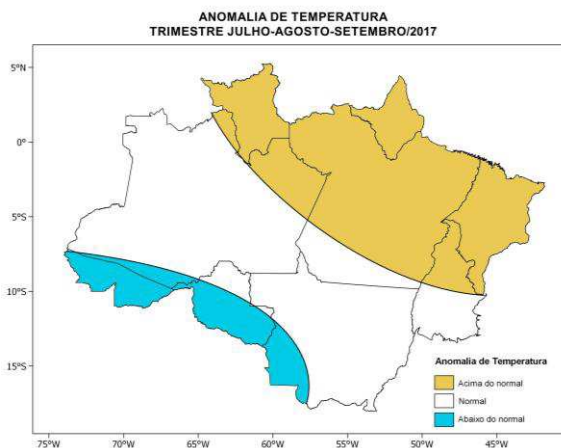 ANOMALIA DE TEMPERATURA
TRIMESTRE JULHO-AGOSTO-SETEMBRO/2017
5°N
0°
5°S
10°S
15°S
75°W
70°W
65°W
60°W
55°W
50°W
45°W
Anomalia de Temperatura
Acima do normal
Normal
Abaixo do normal